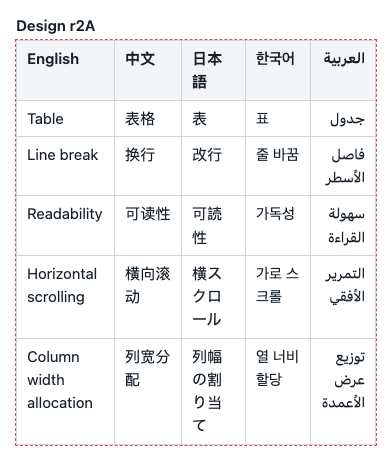 Design r2A
English 中文 日本 한국어 العربية
語
Table 表格 表 표 جدول
Line break 换行 改行 줄 바꿈 فاصل
الأسطر
Readability 可读性 可読 가독성 سهولة
性 القراءة
Horizontal 横向滚 横ス 가로 스 التمرير
scrolling 动 クロ 크롤 الأفقي
ール
Column 列宽分 列幅 열 너비 توزيع
width 配 の割 할당 عرض
allocation り当 الأعمدة
て